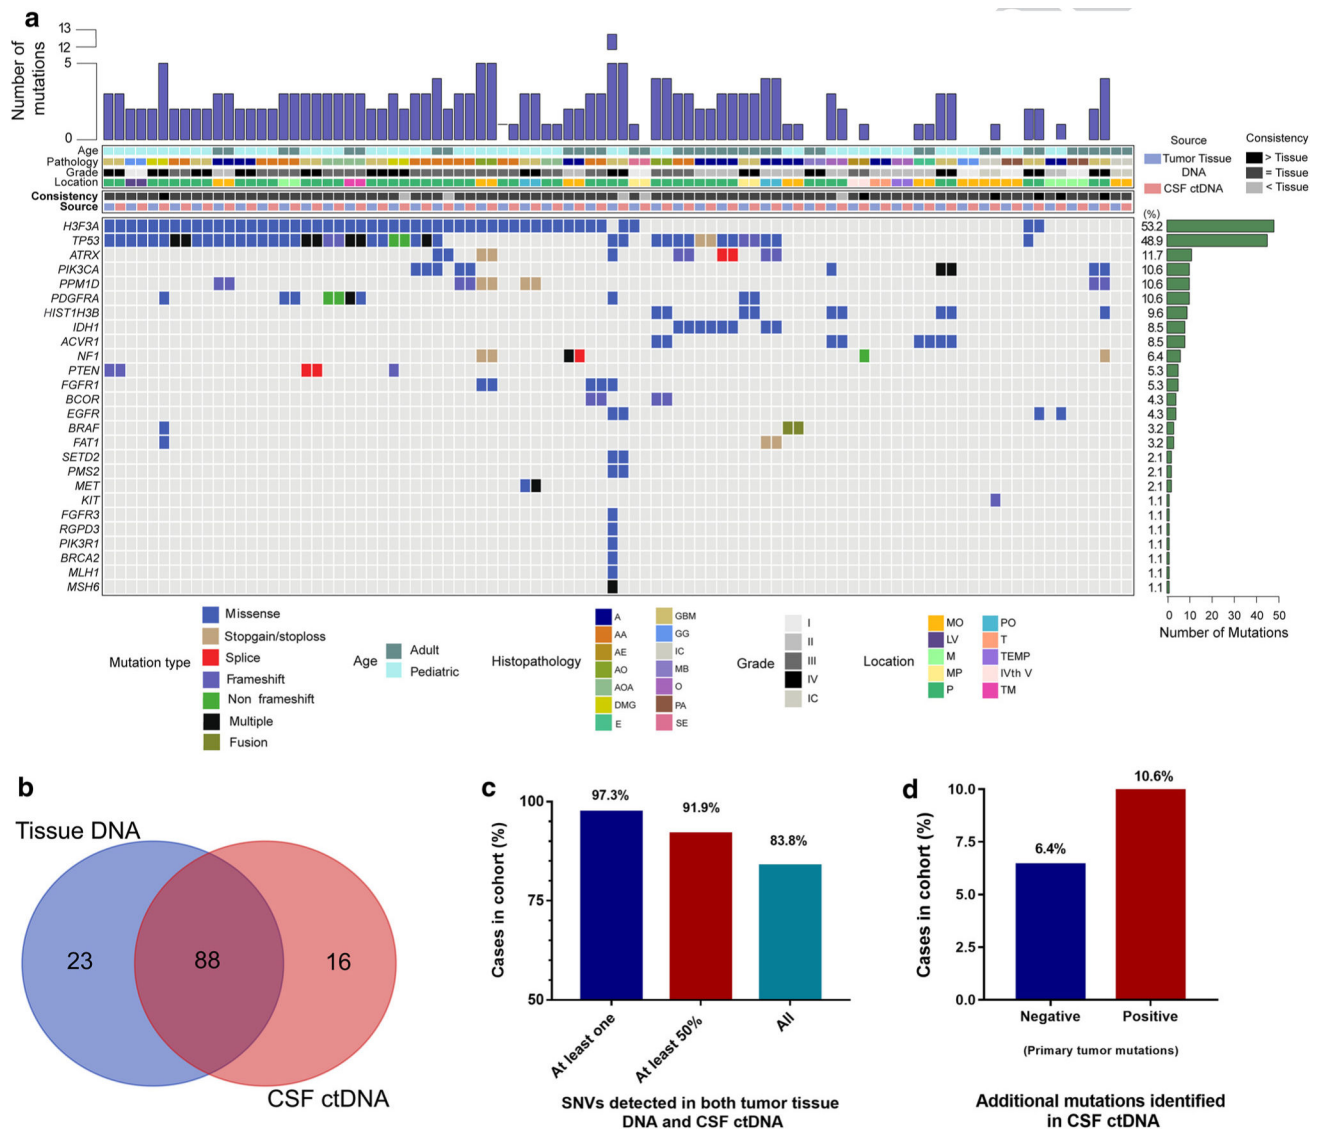 a
Number of
mutations
13
12
5
0
Age
Pathology
Grade
Location
Consistency
Source
Source
Tumor Tissue
DNA
CSF ctDNA
Consistency
> Tissue
= Tissue
< Tissue
(%)
H3F3A 53.2
TP53 48.9
ATRX 11.7
PIK3CA 10.6
PPM1D 10.6
PDGFRA 10.6
HIST1H3B 9.6
IDH1 8.5
ACVR1 8.5
NF1 6.4
PTEN 5.3
FGFR1 5.3
BCOR 4.3
EGFR 4.3
BRAF 3.2
FAT1 3.2
SETD2 2.1
PMS2 2.1
MET 2.1
KIT 1.1
FGFR3 1.1
RGPD3 1.1
PIK3R1 1.1
BRCA2 1.1
MLH1 1.1
MSH6 1.1
0 10 20 30 40 50
Number of Mutations
Mutation type
Missense
Stopgain/stoploss
Splice
Frameshift
Non frameshift
Multiple
Fusion
Age
Adult
Pediatric
Histopathology
A
AA
AE
AO
AOA
DMG
E
GBM
GG
IC
MB
O
PA
SE
Grade
I
II
III
IV
IC
Location
MO
LV
M
MP
P
PO
T
TEMP
IVth V
TM
b
Tissue DNA
23
88
16
CSF ctDNA
c
Cases in cohort (%)
100
75
50
97.3%
91.9%
83.8%
At least one
At least 50%
All
SNVs detected in both tumor tissue
DNA and CSF ctDNA
d
Cases in cohort (%)
10.0
7.5
5.0
2.5
0.0
6.4%
10.6%
Negative
Positive
(Primary tumor mutations)
Additional mutations identified
in CSF ctDNA